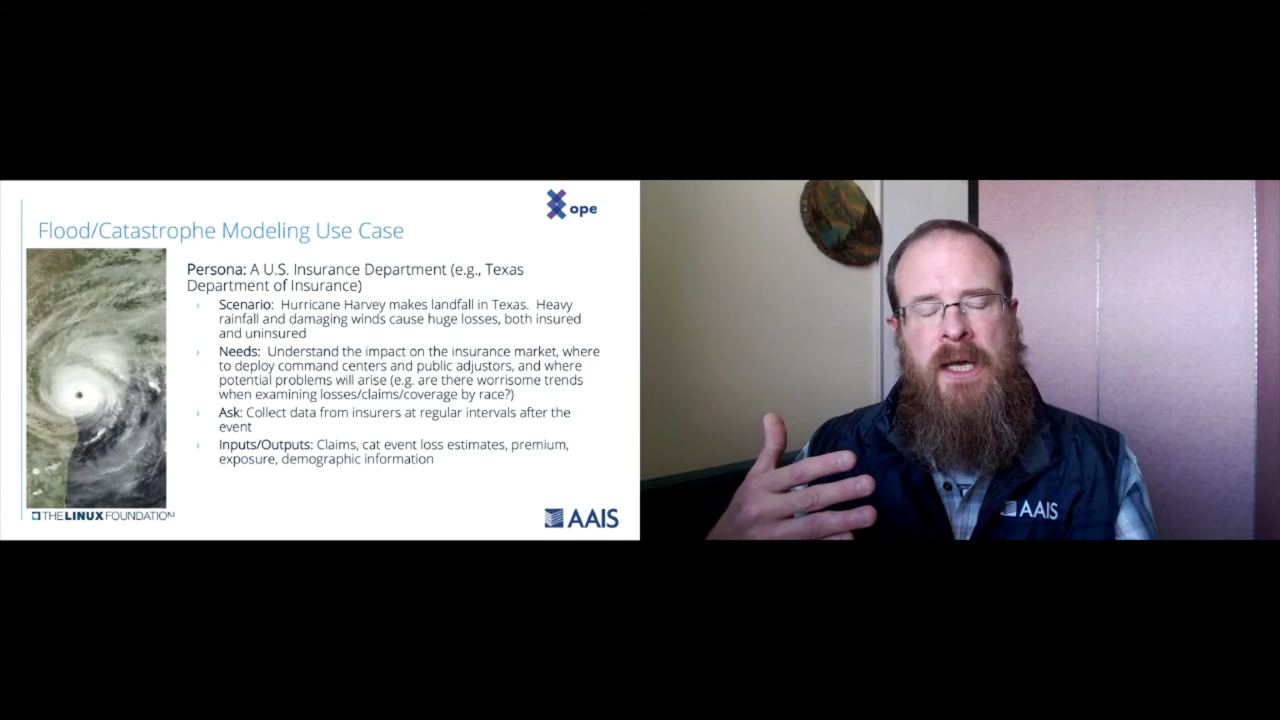 ope
Flood/Catastrophe Modeling Use Case
Persona: A U.S. Insurance Department (e.g., Texas
Department of Insurance)
› Scenario: Hurricane Harvey makes landfall in Texas. Heavy
rainfall and damaging winds cause huge losses, both insured
and uninsured
› Needs: Understand the impact on the insurance market, where
to deploy command centers and public adjustors, and where
potential problems will arise (e.g. are there worrisome trends
when examining losses/claims/coverage by race?)
› Ask: Collect data from insurers at regular intervals after the
event
› Inputs/Outputs: Claims, cat event loss estimates, premium,
exposure, demographic information
THE LINUX FOUNDATION
AAIS
AAIS